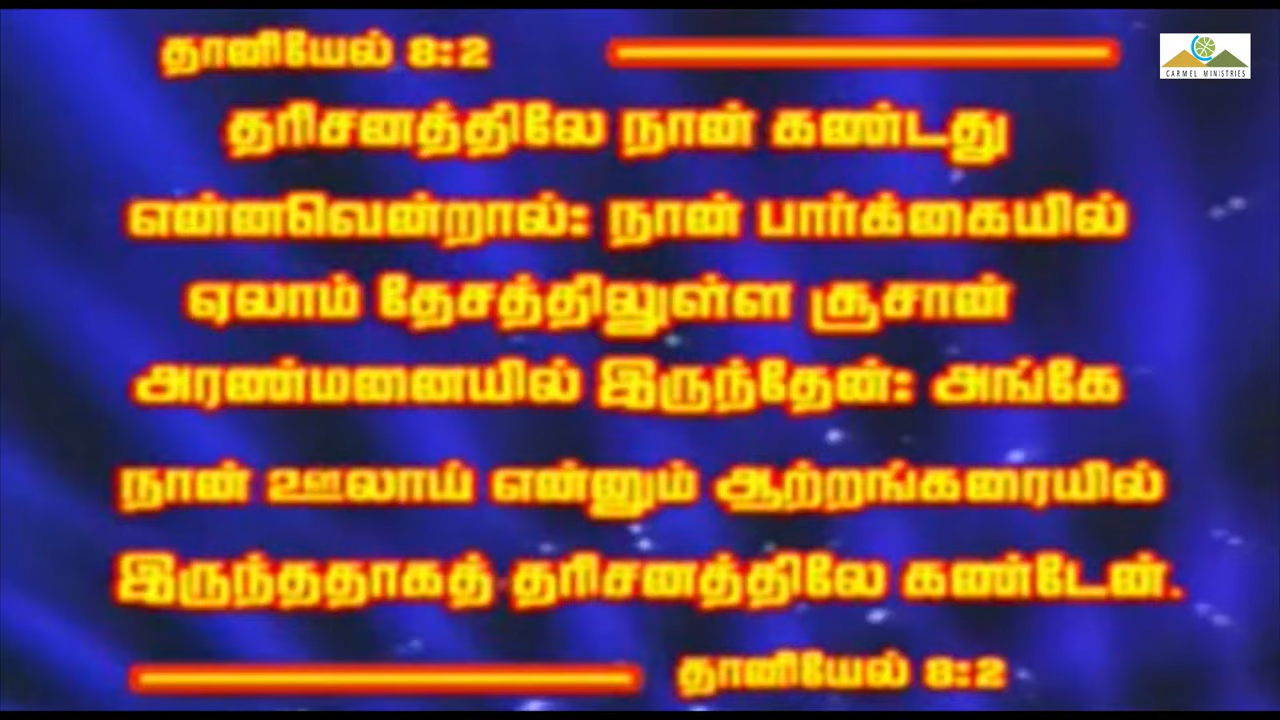 தானியேல் 8:2
CARMEL MINISTRIES
தரிசனத்திலே நான் கண்டது
என்னவென்றால்: நான் பார்க்கையில்
ஏலாம் தேசத்திலுள்ள சூசான்
அரண்மனையில் இருந்தேன்: அங்கே
நான் ஊலாய் என்னும் ஆற்றங்கரையில்
இருந்ததாகத் தரிசனத்திலே கண்டேன்.
தானியேல் 8:2